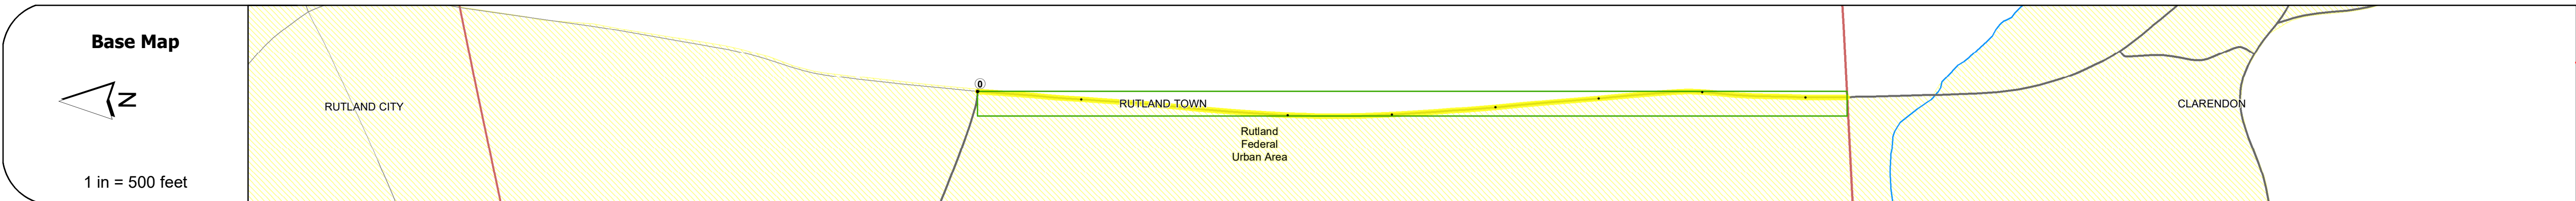 Base Map
N
1 in = 500 feet
RUTLAND CITY
0
RUTLAND TOWN
Rutland
Federal
Urban Area
CLARENDON